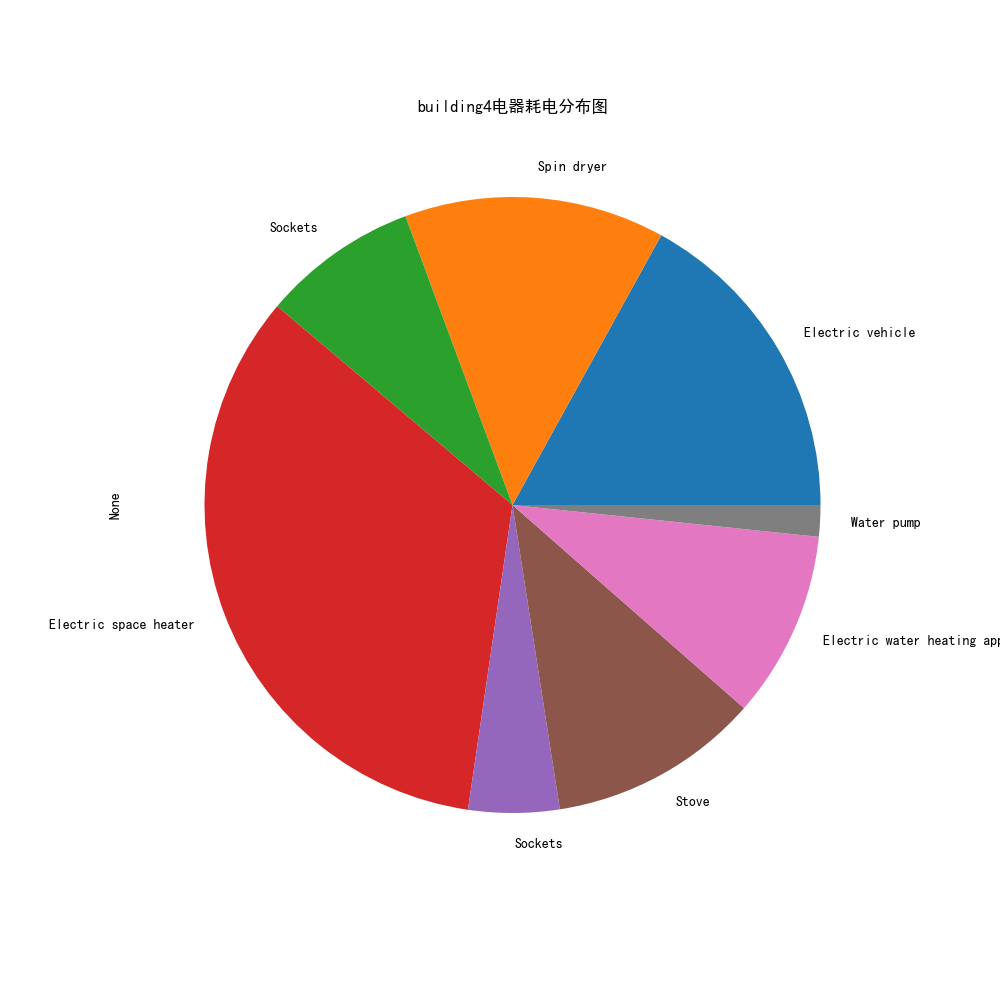 building4电器耗电分布图
Spin dryer
Sockets
Electric vehicle
None
Water pump
Electric space heater
Electric water heating app
Stove
Sockets